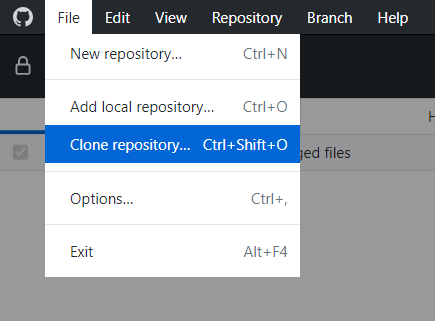 File Edit View Repository Branch Help
New repository... Ctrl+N
Add local repository... Ctrl+O
Clone repository... Ctrl+Shift+O
files
Options... Ctrl+,
Exit Alt+F4